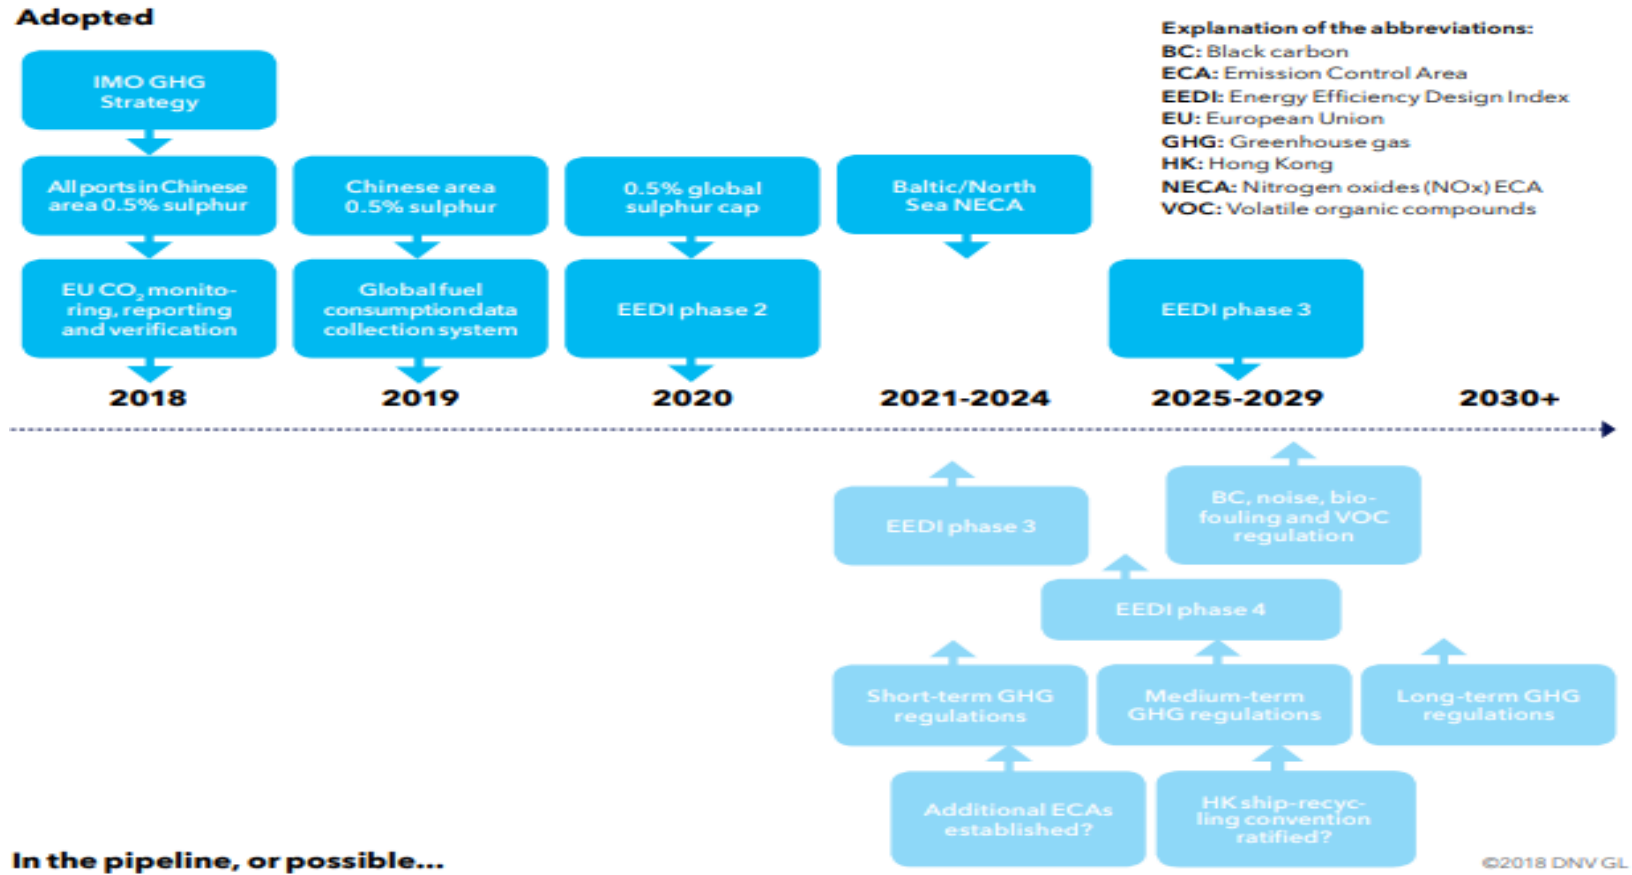 Adopted
Explanation of the abbreviations:
BC: Black carbon
ECA: Emission Control Area
EEDI: Energy Efficiency Design Index
EU: European Union
GHG: Greenhouse gas
HK: Hong Kong
NECA: Nitrogen oxides (NOx) ECA
VOC: Volatile organic compounds
IMO GHG
Strategy
All ports in Chinese
area 0.5% sulphur
Chinese area
0.5% sulphur
0.5% global
sulphur cap
Baltic/North
Sea NECA
EU CO₂ monito-
ring, reporting
and verification
Global fuel
consumption data
collection system
EEDI phase 2
EEDI phase 3
2018
2019
2020
2021-2024
2025-2029
2030+
EEDI phase 3
BC, noise, bio-
fouling and VOC
regulation
EEDI phase 4
Short-term GHG
regulations
Medium-term
GHG regulations
Long-term GHG
regulations
Additional ECAs
established?
HK ship-recyc-
ling convention
ratified?
In the pipeline, or possible...
©2018 DNV GL